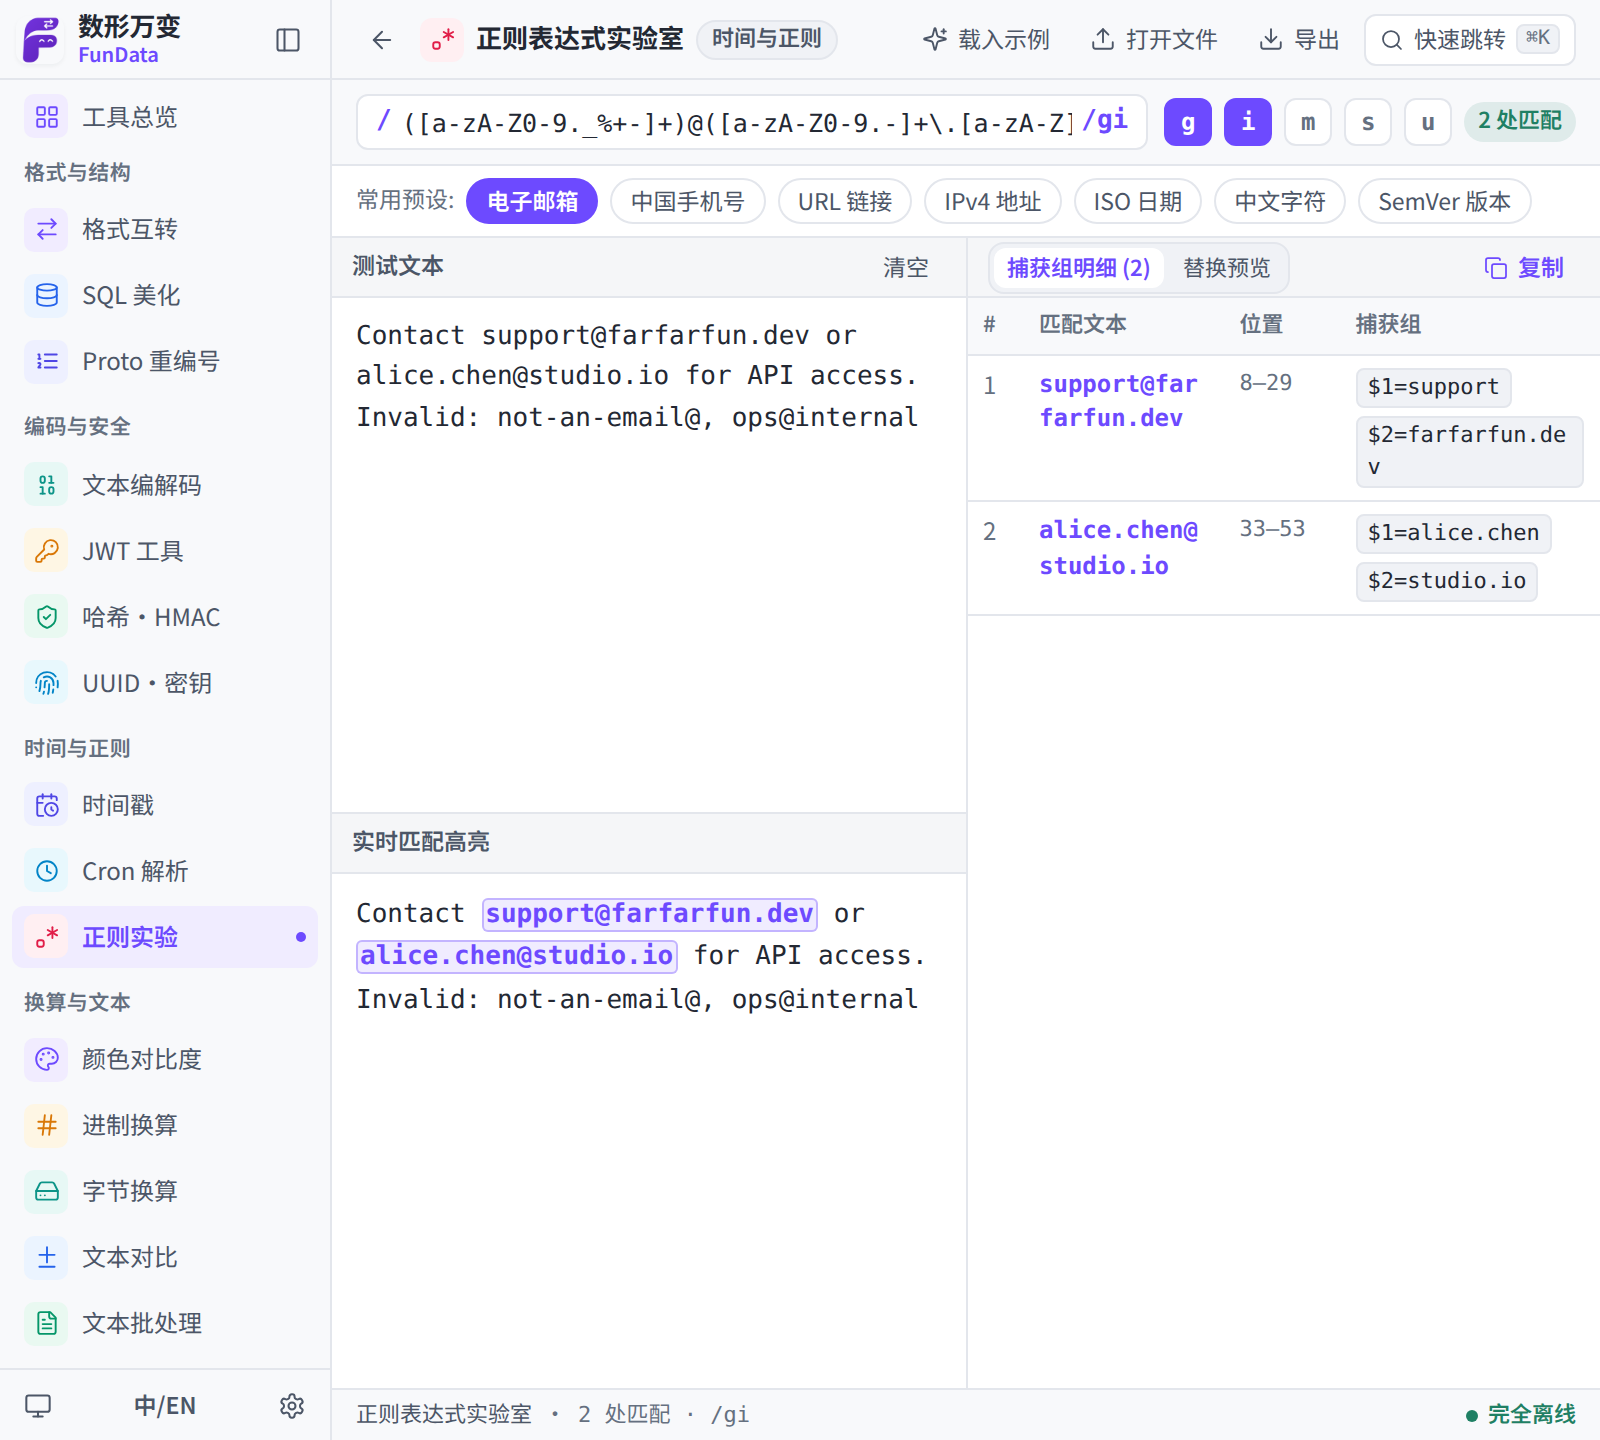 数形万变
FunData
工具总览
格式与结构
格式互转
SQL 美化
Proto 重编号
编码与安全
文本编解码
JWT 工具
哈希・HMAC
UUID・密钥
时间与正则
时间戳
Cron 解析
正则实验
换算与文本
颜色对比度
进制换算
字节换算
文本对比
文本批处理
中/EN
正则表达式实验室
时间与正则
载入示例
打开文件
导出
快速跳转 ⌘K
/ ([a-zA-Z0-9._%+-]+)@([a-zA-Z0-9.-]+\.[a-zA-Z] /gi
g i m s u
2 处匹配
常用预设:
电子邮箱
中国手机号
URL 链接
IPv4 地址
ISO 日期
中文字符
SemVer 版本
测试文本
清空
Contact support@farfarfun.dev or
alice.chen@studio.io for API access.
Invalid: not-an-email@, ops@internal
实时匹配高亮
Contact support@farfarfun.dev or
alice.chen@studio.io for API access.
Invalid: not-an-email@, ops@internal
捕获组明细 (2)
替换预览
复制
# 匹配文本 位置 捕获组
1 support@far 8–29 $1=support
farfarfun.dev $2=farfarfun.de
v
2 alice.chen@ 33–53 $1=alice.chen
studio.io $2=studio.io
正则表达式实验室 • 2 处匹配 · /gi
完全离线